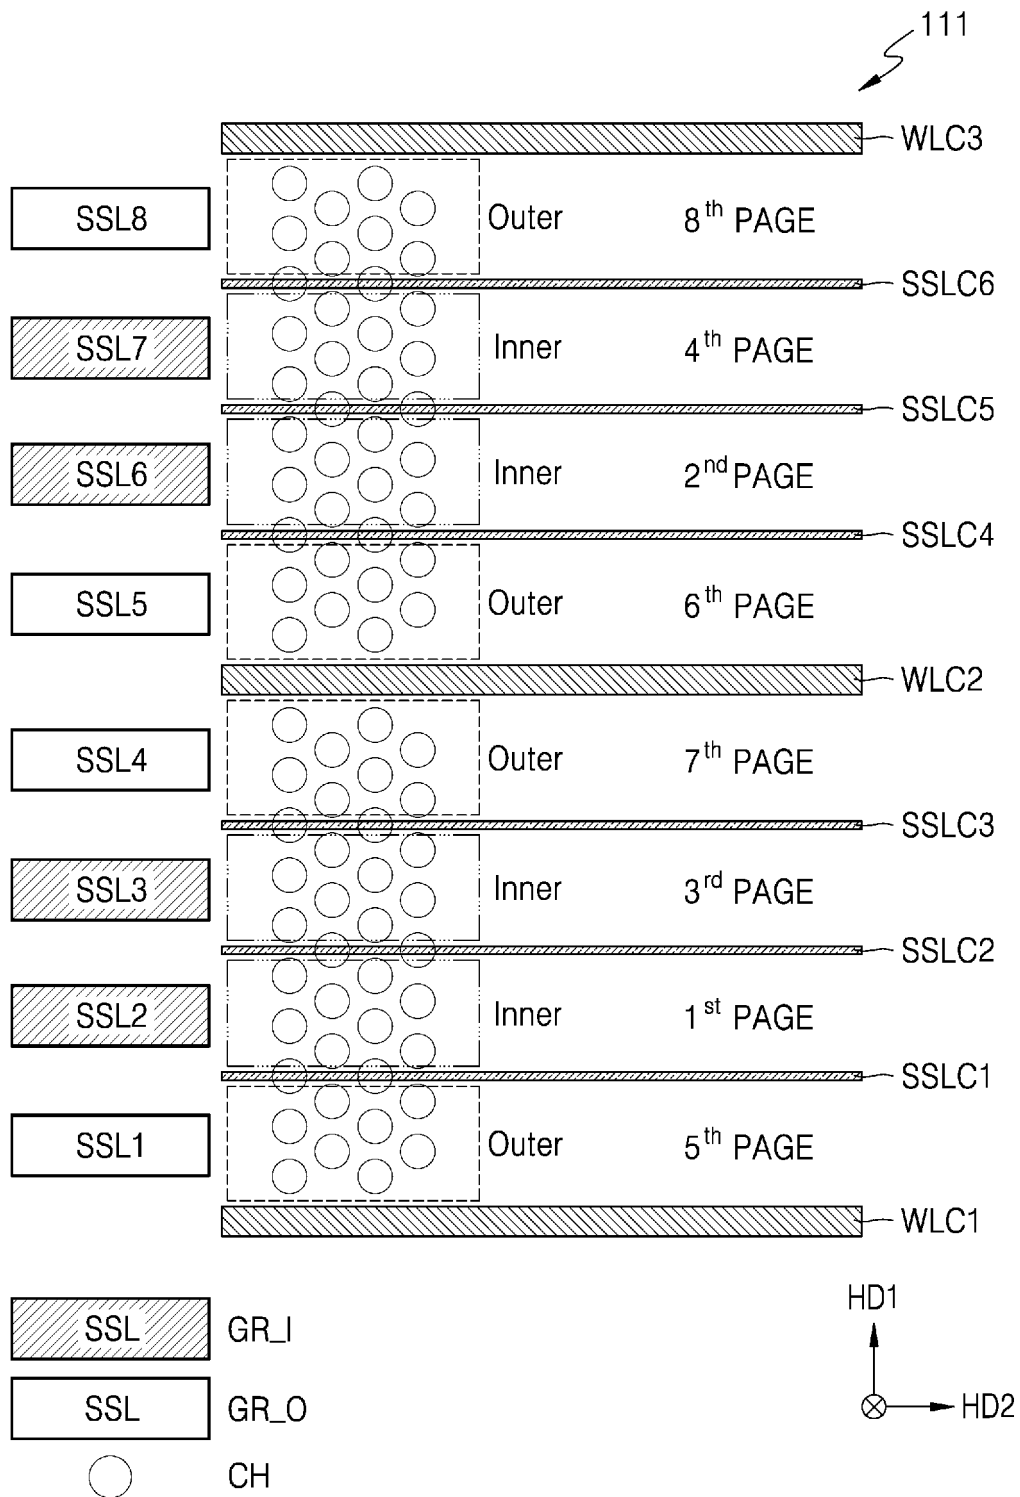 111
WLC3
SSL8 Outer 8th PAGE
SSLC6
SSL7 Inner 4th PAGE
SSLC5
SSL6 Inner 2nd PAGE
SSLC4
SSL5 Outer 6th PAGE
WLC2
SSL4 Outer 7th PAGE
SSLC3
SSL3 Inner 3rd PAGE
SSLC2
SSL2 Inner 1st PAGE
SSLC1
SSL1 Outer 5th PAGE
WLC1
HD1
SSL GR_I
SSL GR_O
HD2
CH